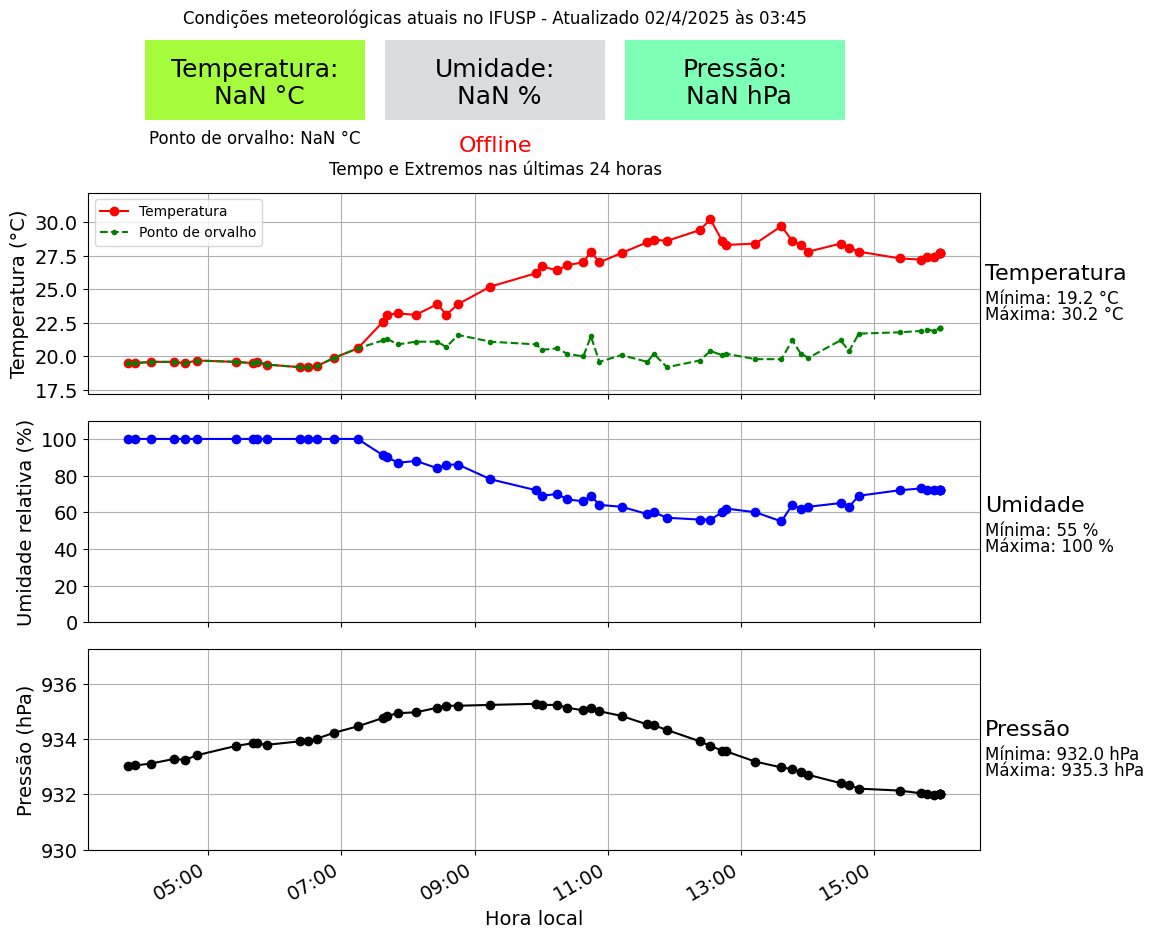 Condições meteorológicas atuais no IFUSP - Atualizado 02/4/2025 às 03:45
Temperatura:
NaN °C
Umidade:
NaN %
Pressão:
NaN hPa
Ponto de orvalho: NaN °C
Offline
Tempo e Extremos nas últimas 24 horas
Temperatura (°C)
30.0
27.5
25.0
22.5
20.0
17.5
Temperatura
Ponto de orvalho
Temperatura
Mínima: 19.2 °C
Máxima: 30.2 °C
Umidade relativa (%)
100
80
60
40
20
0
Umidade
Mínima: 55 %
Máxima: 100 %
Pressão (hPa)
936
934
932
930
Pressão
Mínima: 932.0 hPa
Máxima: 935.3 hPa
05:00
07:00
09:00
11:00
13:00
15:00
Hora local